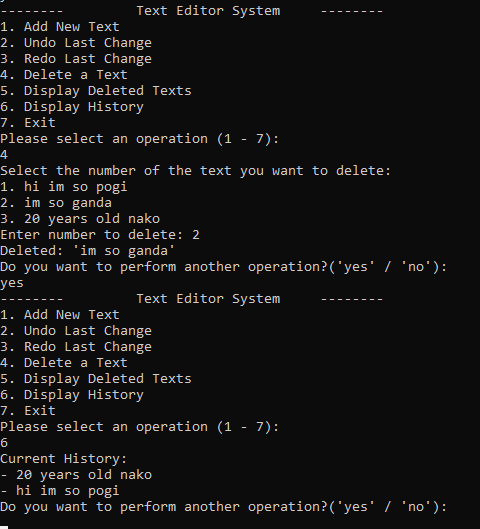 --------         Text Editor System     --------
1. Add New Text
2. Undo Last Change
3. Redo Last Change
4. Delete a Text
5. Display Deleted Texts
6. Display History
7. Exit
Please select an operation (1 - 7):
4
Select the number of the text you want to delete:
1. hi im so pogi
2. im so ganda
3. 20 years old nako
Enter number to delete: 2
Deleted: 'im so ganda'
Do you want to perform another operation?('yes' / 'no'):
yes
--------         Text Editor System     --------
1. Add New Text
2. Undo Last Change
3. Redo Last Change
4. Delete a Text
5. Display Deleted Texts
6. Display History
7. Exit
Please select an operation (1 - 7):
6
Current History:
- 20 years old nako
- hi im so pogi
Do you want to perform another operation?('yes' / 'no'):